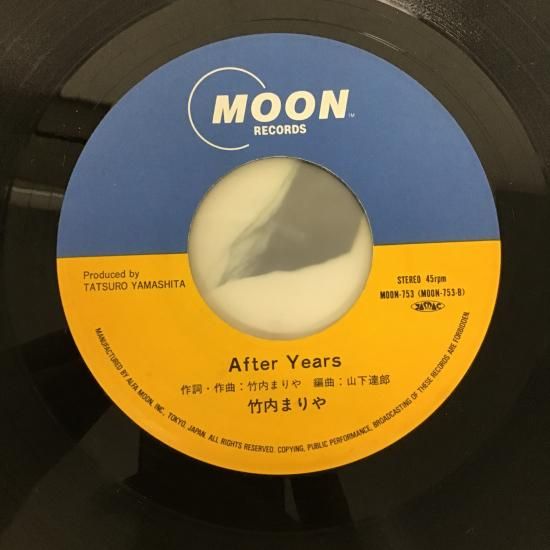 MOON
TM
RECORDS
Produced by
TATSURO YAMASHITA
STEREO 45rpm
MOON-753 (MOON-753-B)
JASRAC
After Years
作詞・作曲：竹内まりや 編曲：山下達郎
竹内まりや
MANUFACTURED BY ALFA MOON, INC. TOKYO, JAPAN. ALL RIGHTS RESERVED. COPYING, PUBLIC PERFORMANCE, BROADCASTING OF THESE RECORDS ARE FORBIDDEN.